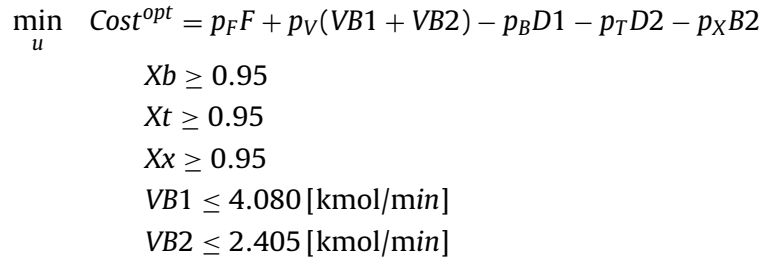 min Cost^opt = p_F F + p_V(VB1 + VB2) − p_B D1 − p_T D2 − p_X B2
u
Xb ≥ 0.95
Xt ≥ 0.95
Xx ≥ 0.95
VB1 ≤ 4.080 [kmol/min]
VB2 ≤ 2.405 [kmol/min]